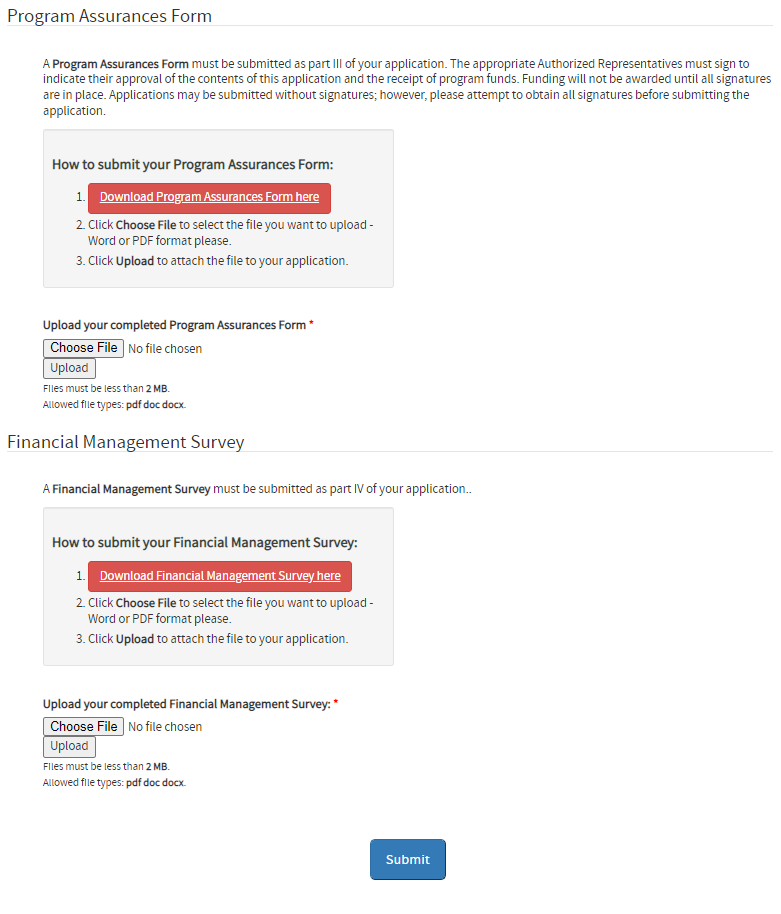 Program Assurances Form
A Program Assurances Form must be submitted as part III of your application. The appropriate Authorized Representatives must sign to
indicate their approval of the contents of this application and the receipt of program funds. Funding will not be awarded until all signatures
are in place. Applications may be submitted without signatures; however, please attempt to obtain all signatures before submitting the
application.
How to submit your Program Assurances Form:
1. Download Program Assurances Form here
2. Click Choose File to select the file you want to upload -
Word or PDF format please.
3. Click Upload to attach the file to your application.
Upload your completed Program Assurances Form *
Choose File No file chosen
Upload
Files must be less than 2 MB.
Allowed file types: pdf doc docx.
Financial Management Survey
A Financial Management Survey must be submitted as part IV of your application..
How to submit your Financial Management Survey:
1. Download Financial Management Survey here
2. Click Choose File to select the file you want to upload -
Word or PDF format please.
3. Click Upload to attach the file to your application.
Upload your completed Financial Management Survey: *
Choose File No file chosen
Upload
Files must be less than 2 MB.
Allowed file types: pdf doc docx.
Submit